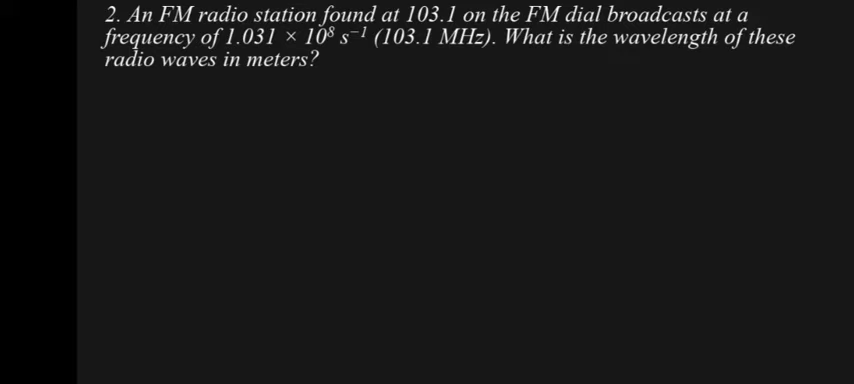 2. An FM radio station found at 103.1 on the FM dial broadcasts at a
frequency of 1.031 × 10⁸ s⁻¹ (103.1 MHz). What is the wavelength of these
radio waves in meters?